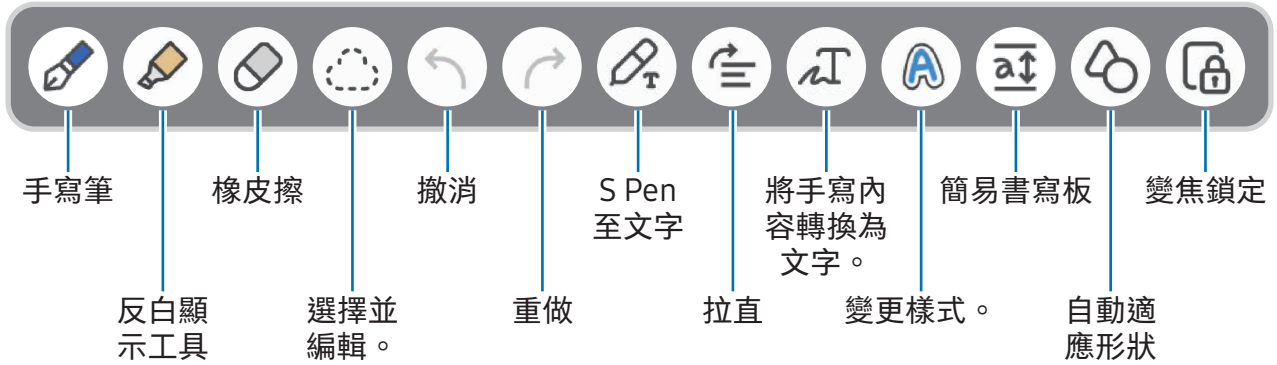 手寫筆
橡皮擦
撤消
S Pen
至文字
將手寫內
容轉換為
文字。
簡易書寫板
變焦鎖定
反白顯
示工具
選擇並
編輯。
重做
拉直
變更樣式。
自動適
應形狀